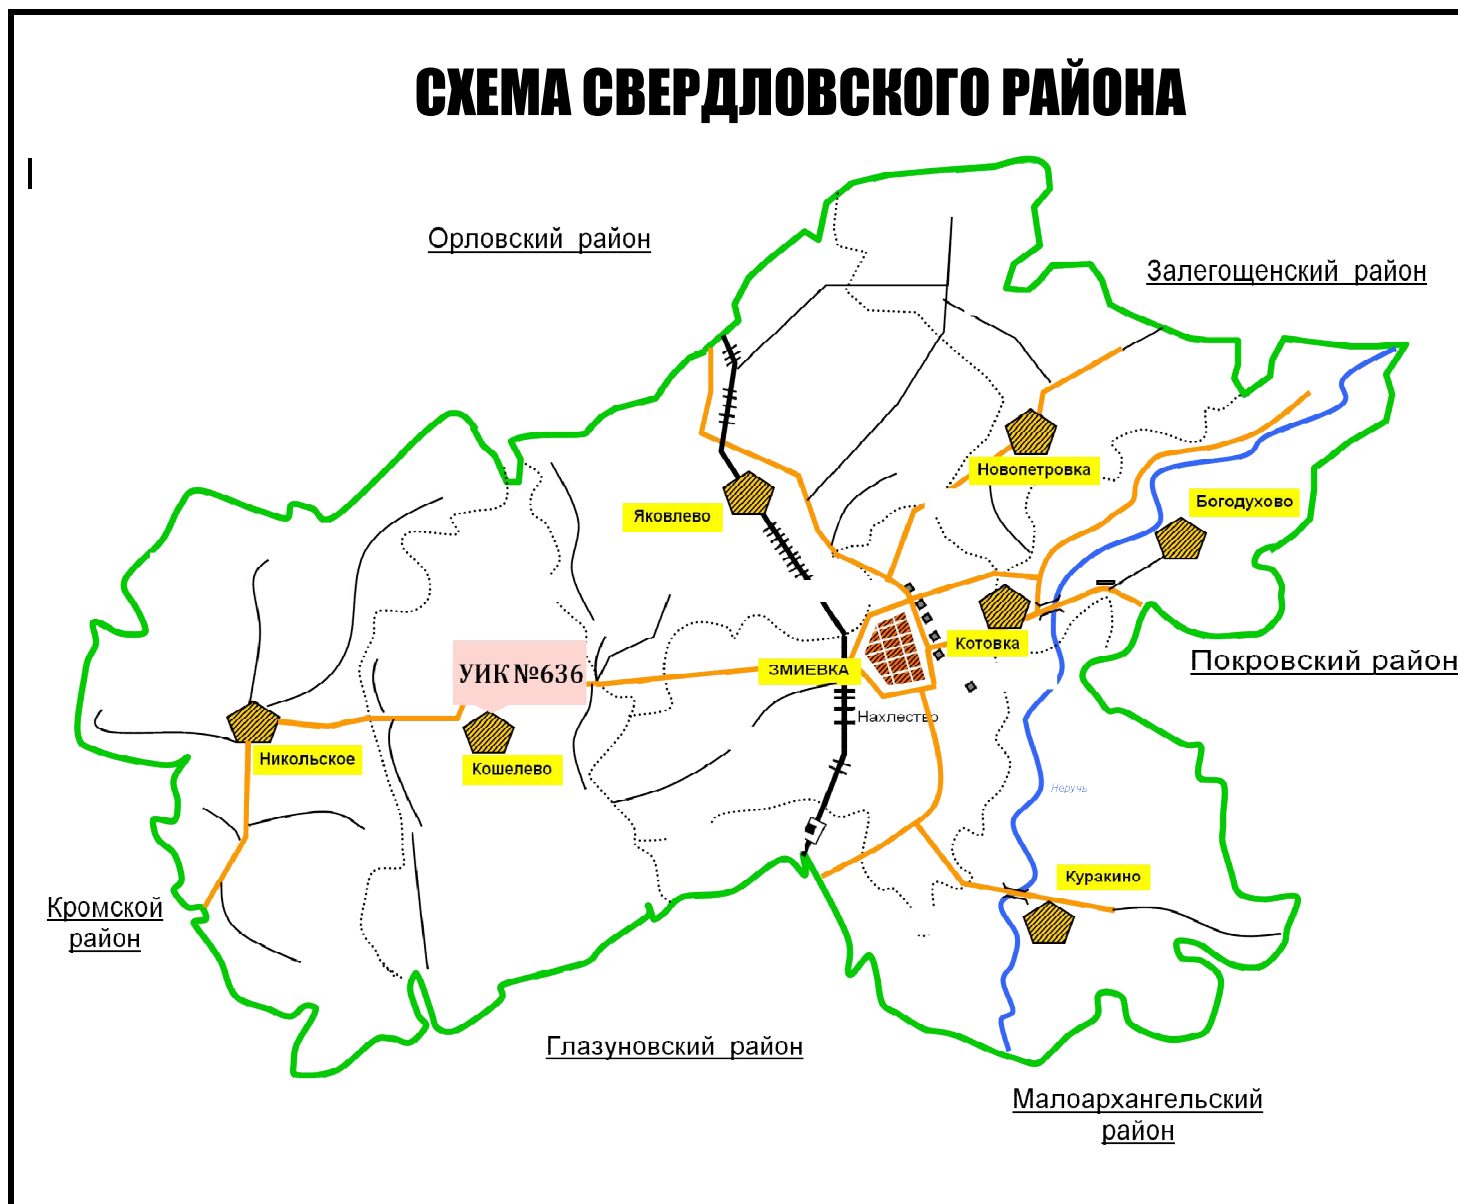 СХЕМА СВЕРДЛОВСКОГО РАЙОНА
Орловский район
Залегощенский район
Новопетровка
Богодухово
Яковлево
Котовка
УИК №636
ЗМИЕВКА
Покровский район
Нахлество
Никольское
Кошелево
Неручь
Куракино
Кромской
район
Глазуновский район
Малоархангельский
район